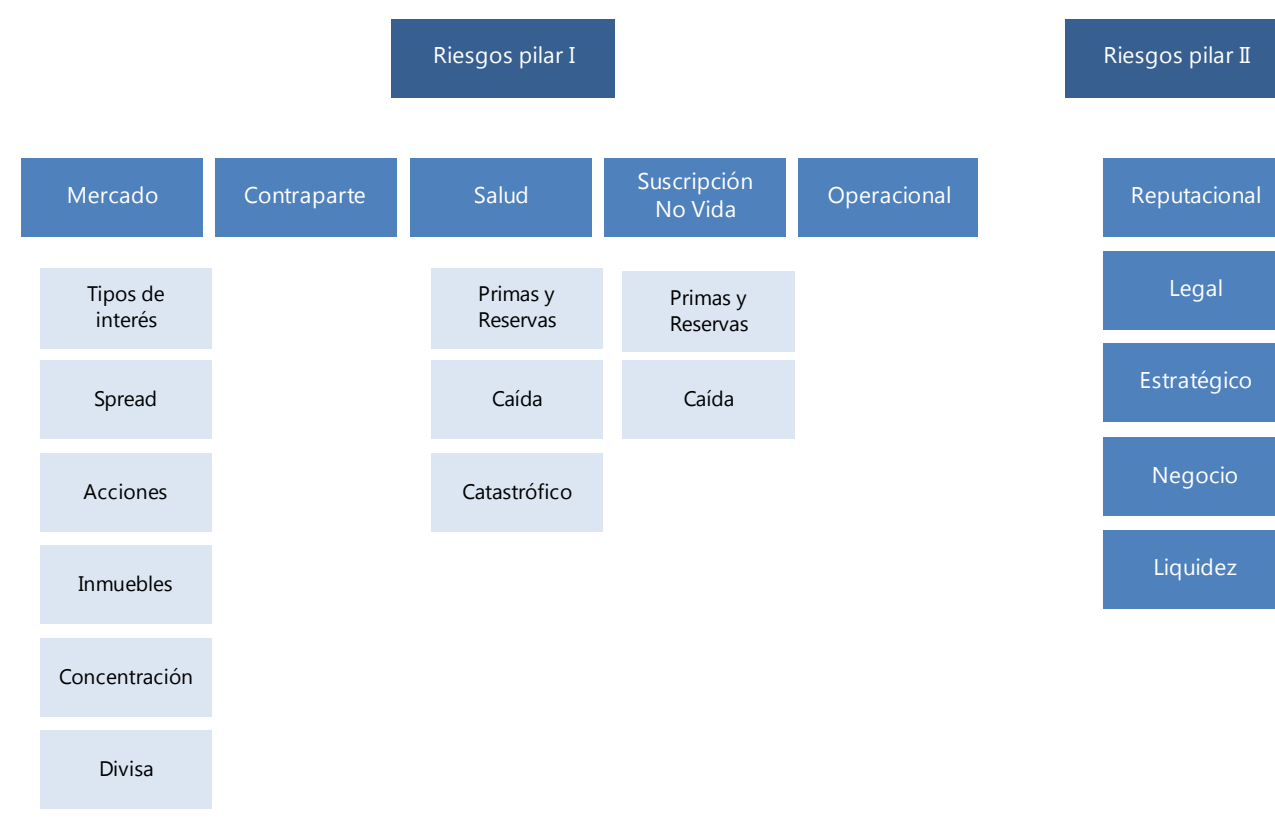 Riesgos pilar I
Riesgos pilar II
Mercado
Contraparte
Salud
Suscripción
No Vida
Operacional
Reputacional
Tipos de
interés
Primas y
Reservas
Primas y
Reservas
Legal
Spread
Caída
Caída
Estratégico
Acciones
Catastrófico
Negocio
Inmuebles
Liquidez
Concentración
Divisa